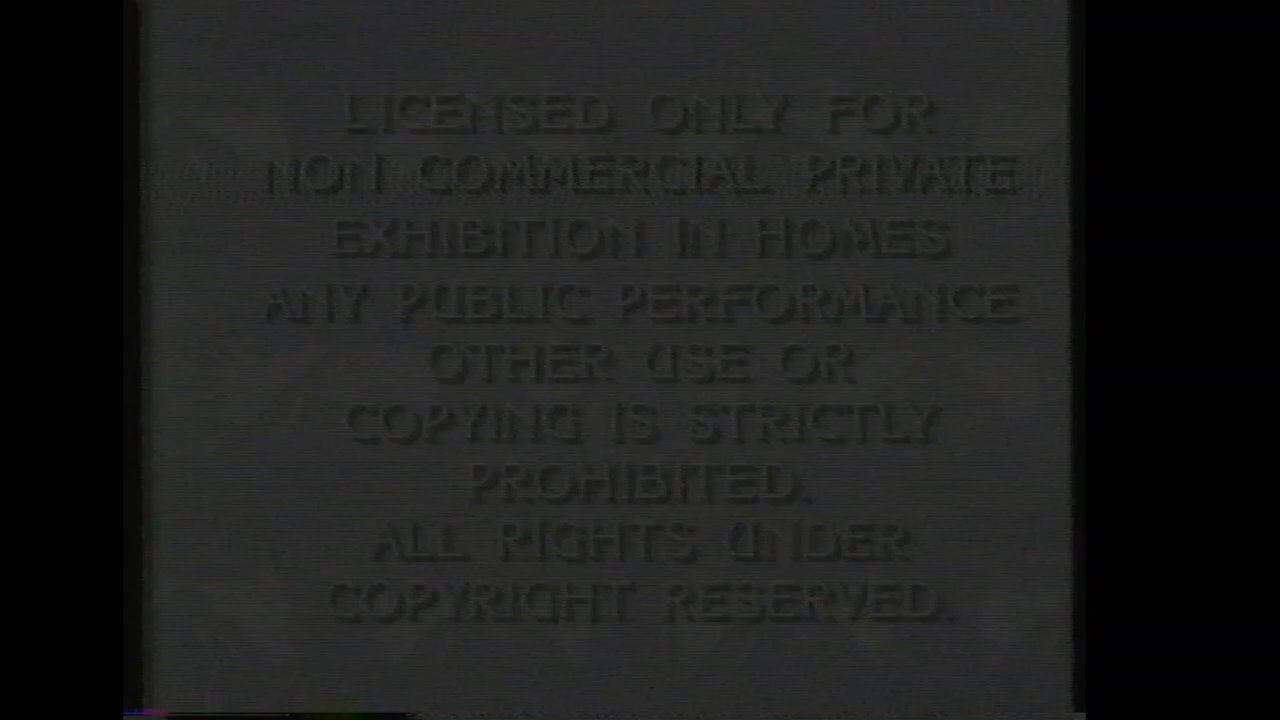 LICENSED ONLY FOR
NON COMMERCIAL PRIVATE
EXHIBITION IN HOMES
ANY PUBLIC PERFORMANCE
OTHER USE OR
COPYING IS STRICTLY
PROHIBITED.
ALL RIGHTS UNDER
COPYRIGHT RESERVED.